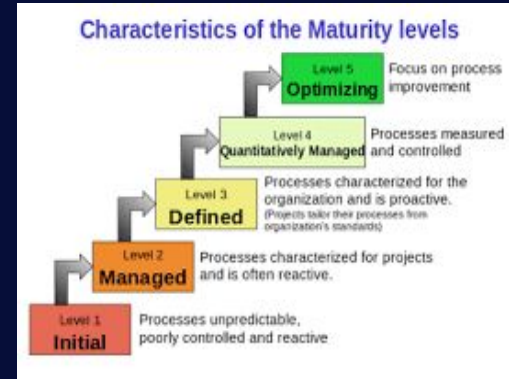 Characteristics of the Maturity levels
Level 5
Optimizing
Focus on process
improvement
Level 4
Quantitatively Managed
Processes measured
and controlled
Level 3
Defined
Processes characterized for the
organization and is proactive.
(Projects tailor their processes from
organization's standards)
Level 2
Managed
Processes characterized for projects
and is often reactive.
Level 1
Initial
Processes unpredictable,
poorly controlled and reactive